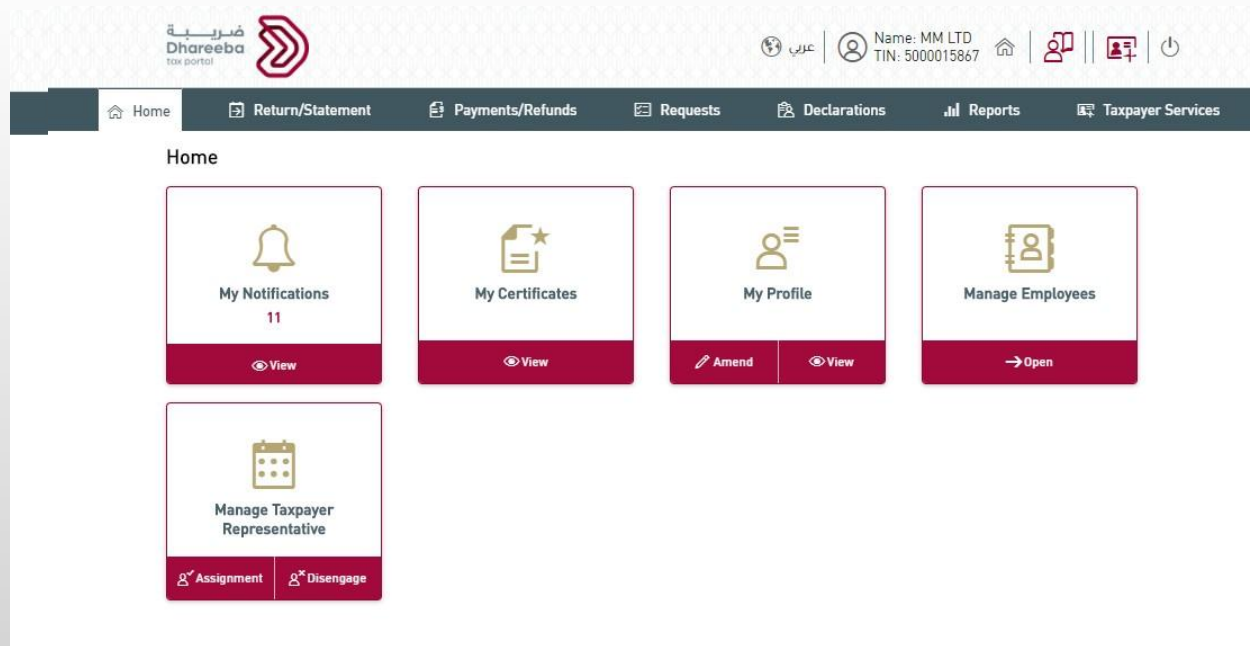 ضريبة
Dhareeba
tax portal
عربي
Name: MM LTD
TIN: 5000015867
Home
Return/Statement
Payments/Refunds
Requests
Declarations
Reports
Taxpayer Services
Home
My Notifications
11
View
My Certificates
View
My Profile
Amend
View
Manage Employees
Open
Manage Taxpayer
Representative
Assignment
Disengage